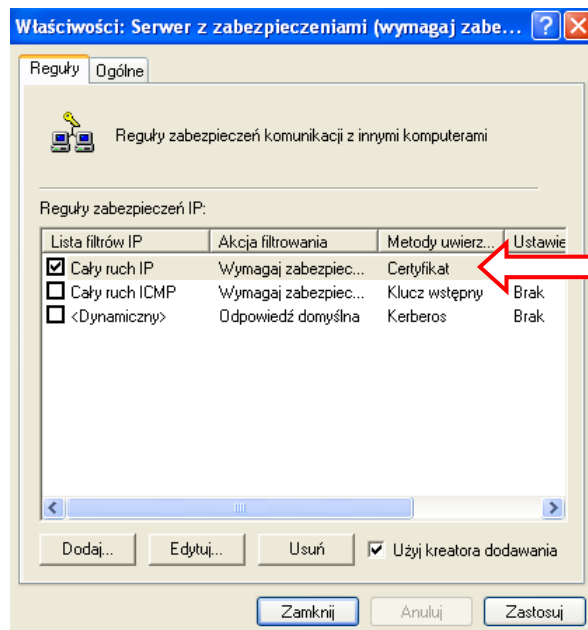 Właściwości: Serwer z zabezpieczeniami (wymagaj zabe...
Reguły Ogólne
Reguły zabezpieczeń komunikacji z innymi komputerami
Reguły zabezpieczeń IP:
Lista filtrów IP Akcja filtrowania Metody uwierz... Ustawie
Cały ruch IP Wymagaj zabezpiec... Certyfikat
Cały ruch ICMP Wymagaj zabezpiec... Klucz wstępny Brak
<Dynamiczny> Odpowiedź domyślna Kerberos Brak
Dodaj... Edytuj... Usuń Użyj kreatora dodawania
Zamknij Anuluj Zastosuj